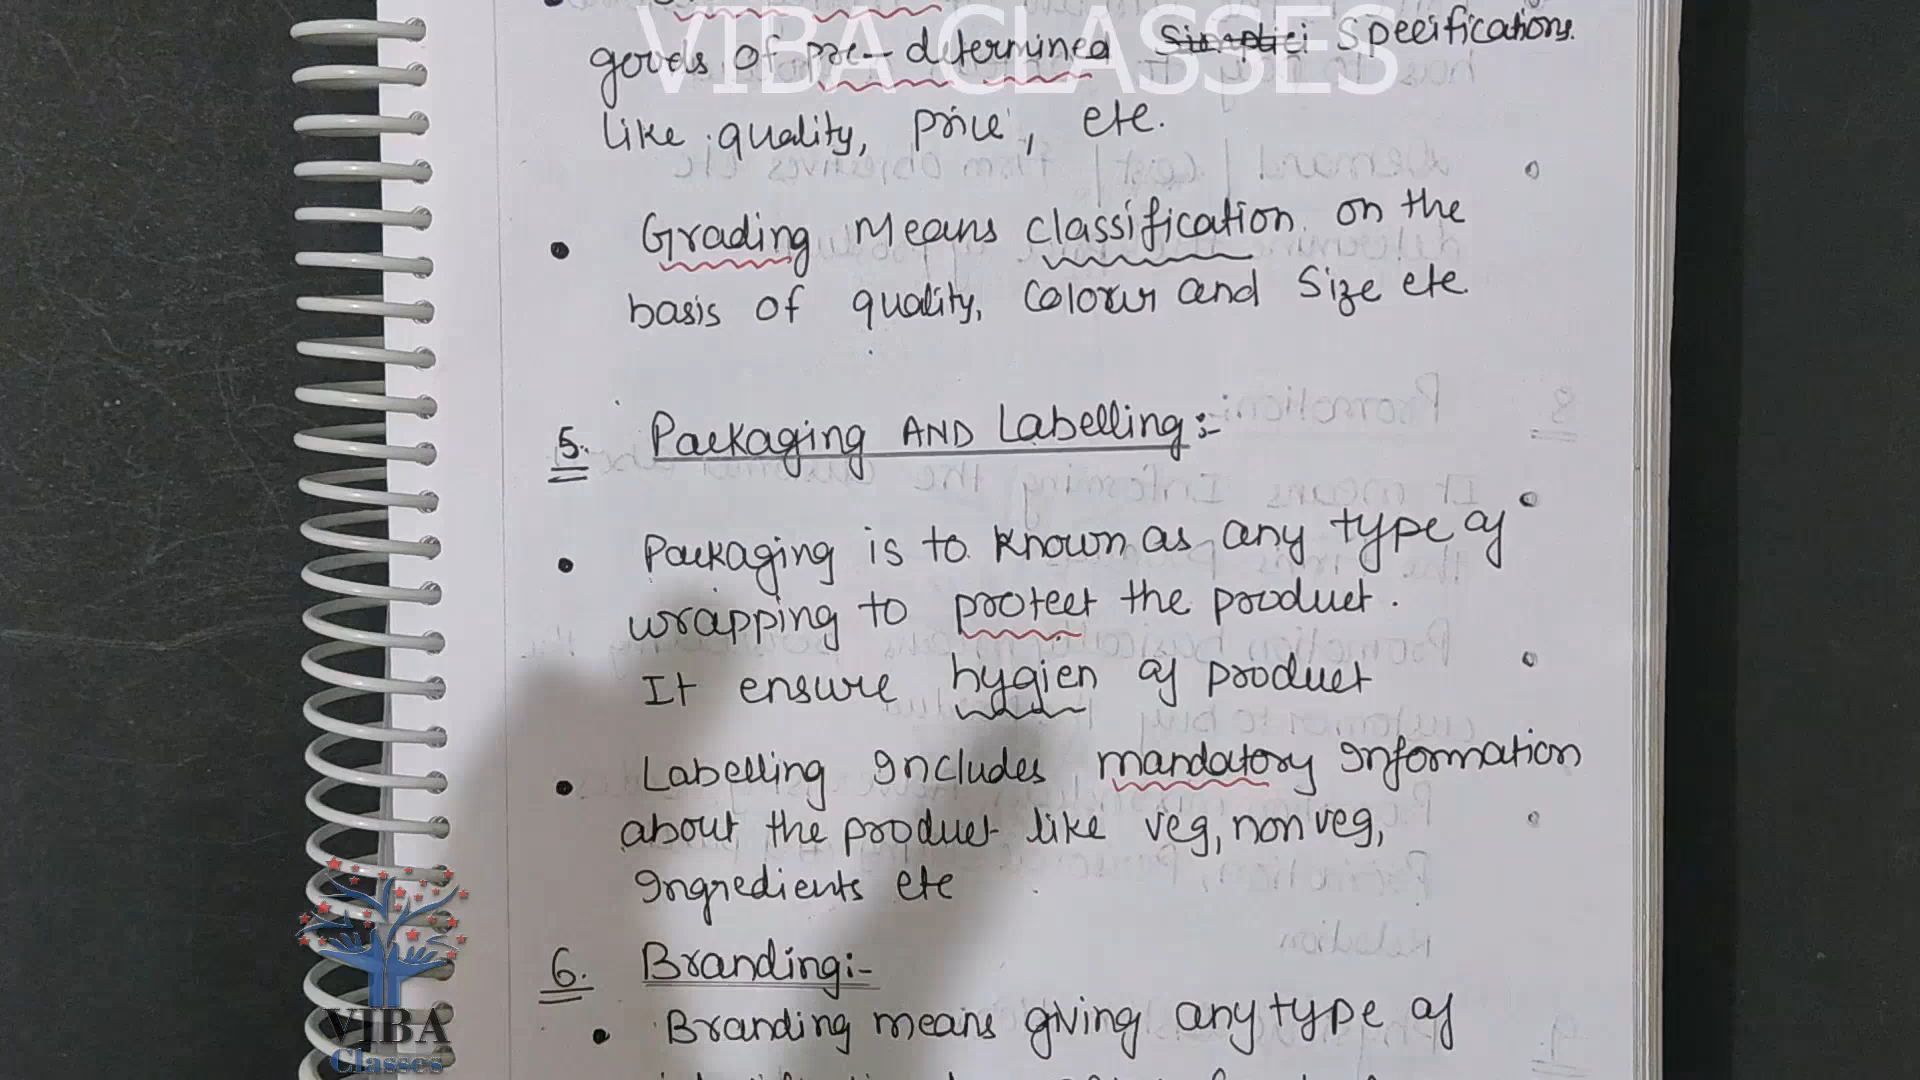 VIBA CLASSES
goods of pre-determined Specifications.
like quality, price, etc.
• Grading Means classification on the
basis of quality, Colour and Size etc
5. Packaging AND Labelling:-
• Packaging is to known as any type of
wrapping to protect the product.
It ensure hygien of product
• Labelling Includes mandatory Information
about the product like veg, non veg,
Ingredients etc
6. Branding:-
• Branding means giving any type of
VIBA
Classes